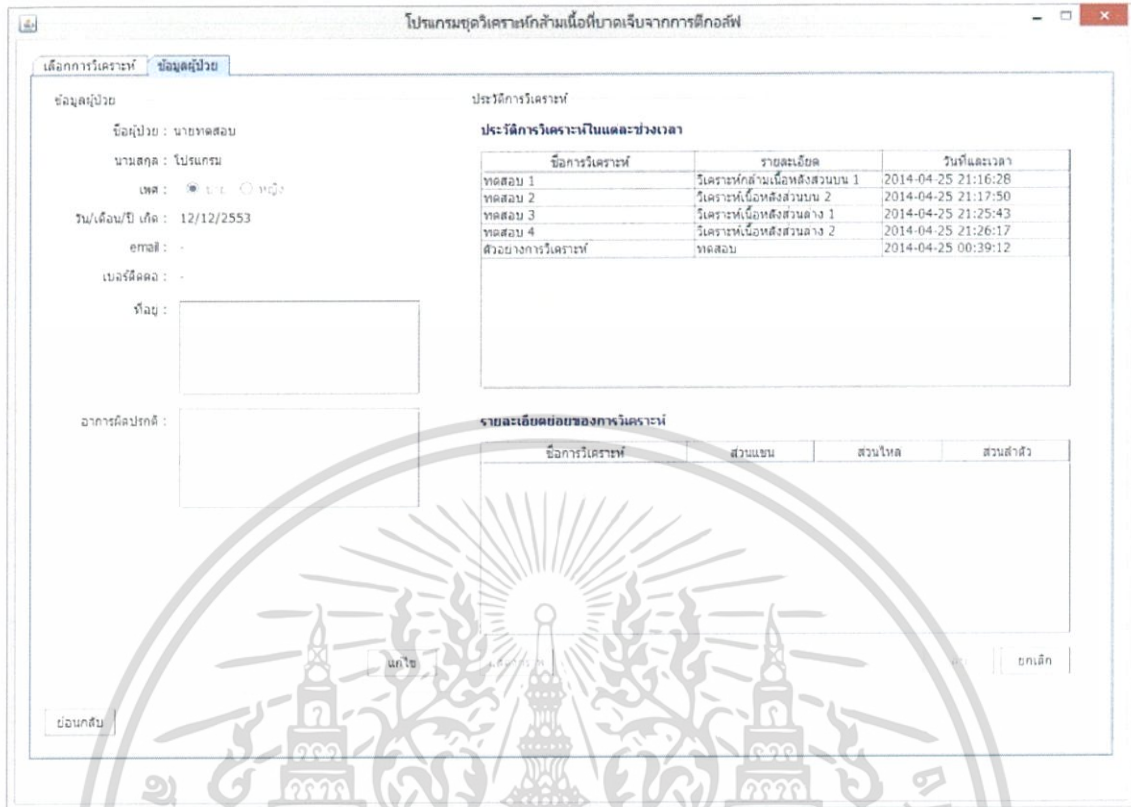 โปรแกรมชุดวิเคราะห์กล้ามเนื้อที่บาดเจ็บจากการตีกอล์ฟ
เลือกการวิเคราะห์ ข้อมูลผู้ป่วย
ข้อมูลผู้ป่วย
ชื่อผู้ป่วย : นายทดสอบ
นามสกุล : โปรแกรม
เพศ : ชาย หญิง
วัน/เดือน/ปี เกิด : 12/12/2553
email : -
เบอร์ติดต่อ : -
ที่อยู่ :
อาการผิดปรกติ :
แก้ไข
ย้อนกลับ
ประวัติการวิเคราะห์
ประวัติการวิเคราะห์ในแต่ละช่วงเวลา
ชื่อการวิเคราะห์ รายละเอียด วันที่และเวลา
ทดสอบ 1 วิเคราะห์กล้ามเนื้อหลังส่วนบน 1 2014-04-25 21:16:28
ทดสอบ 2 วิเคราะห์เนื้อหลังส่วนบน 2 2014-04-25 21:17:50
ทดสอบ 3 วิเคราะห์เนื้อหลังส่วนล่าง 1 2014-04-25 21:25:43
ทดสอบ 4 วิเคราะห์เนื้อหลังส่วนล่าง 2 2014-04-25 21:26:17
ตัวอย่างการวิเคราะห์ ทดสอบ 2014-04-25 00:39:12
รายละเอียดย่อยของการวิเคราะห์
ชื่อการวิเคราะห์ ส่วนแขน ส่วนไหล่ ส่วนลำตัว
ยกเลิก